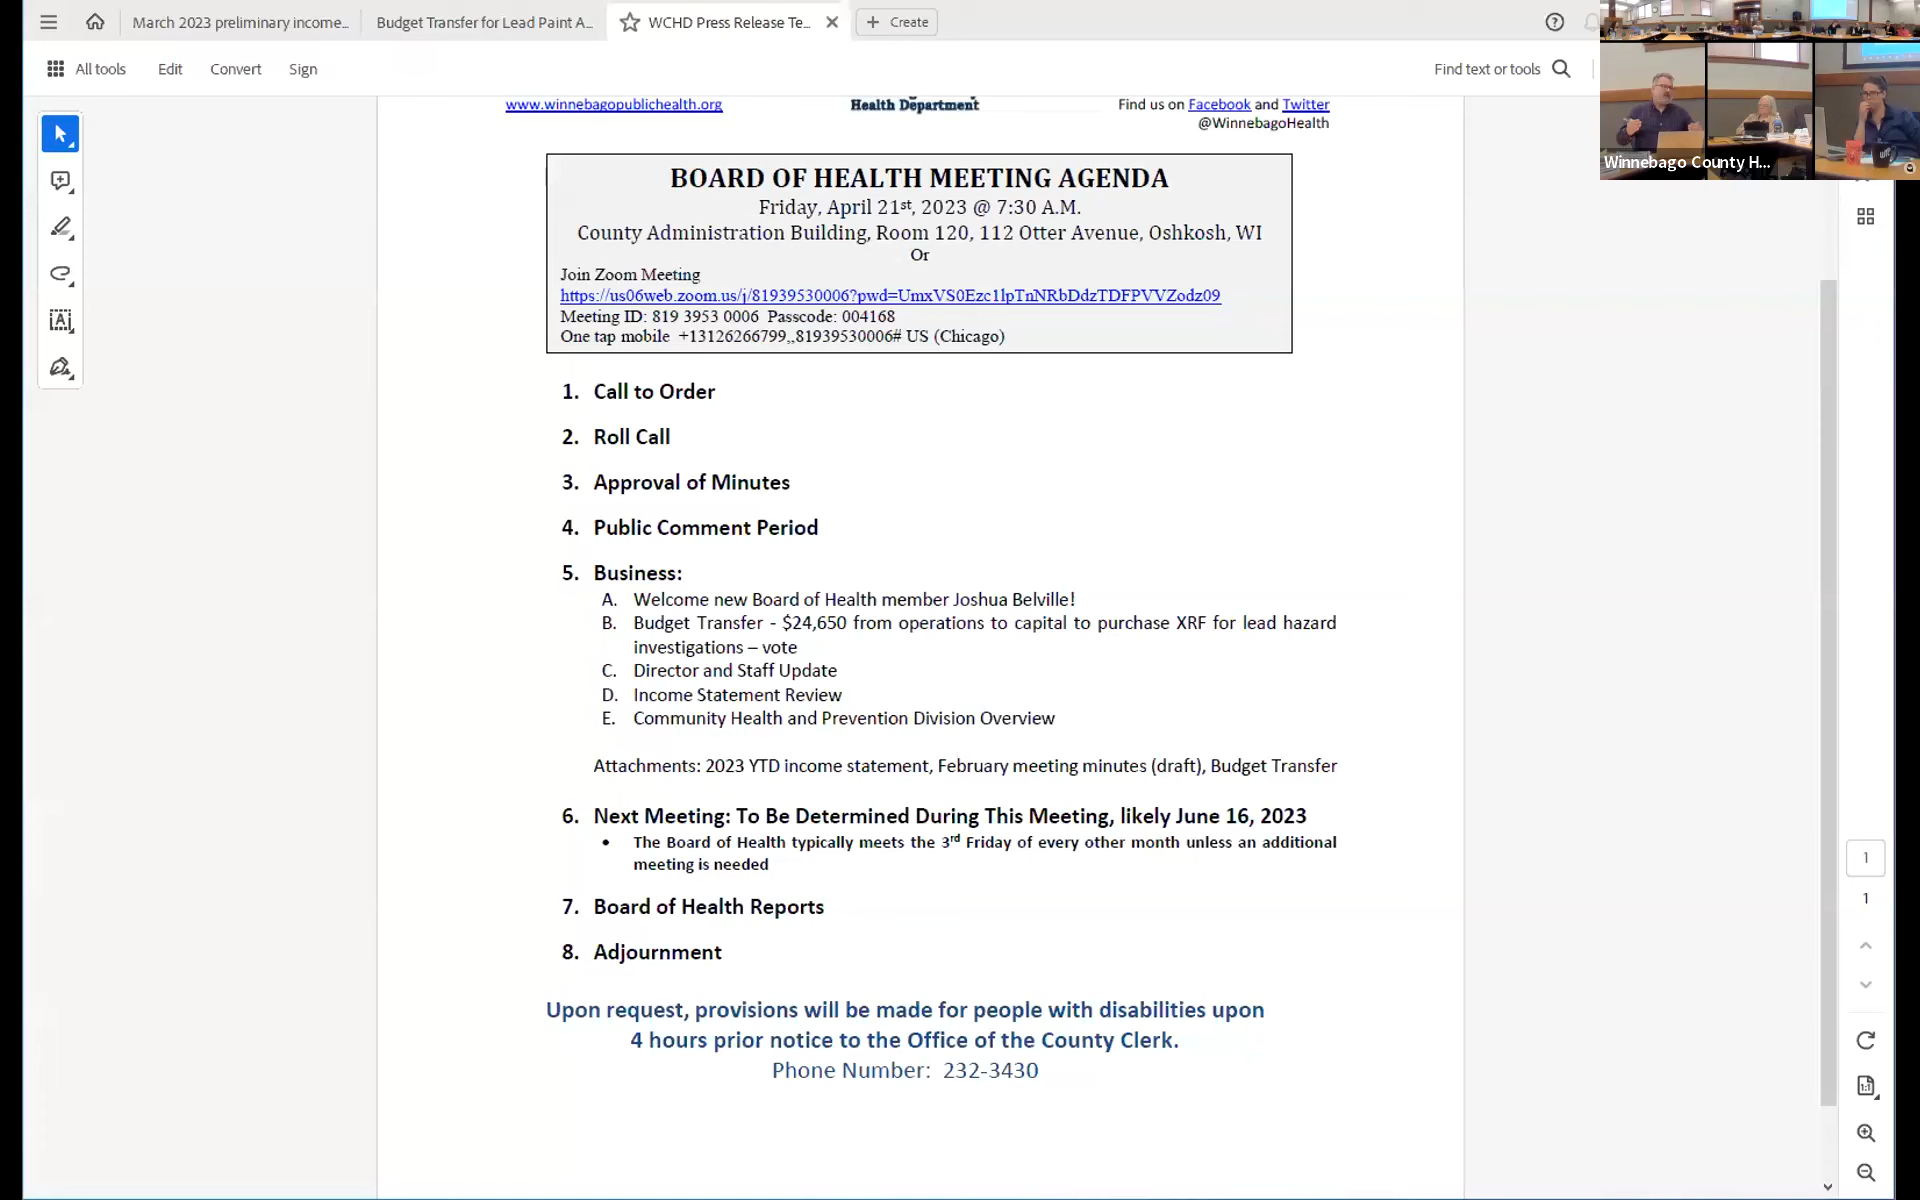 March 2023 preliminary income...
Budget Transfer for Lead Paint A...
WCHD Press Release Te...
Create
All tools
Edit
Convert
Sign
Find text or tools
Winnebago County H...
www.winnebagopublichealth.org
Health Department
Find us on Facebook and Twitter
@WinnebagoHealth
BOARD OF HEALTH MEETING AGENDA
Friday, April 21st, 2023 @ 7:30 A.M.
County Administration Building, Room 120, 112 Otter Avenue, Oshkosh, WI
Or
Join Zoom Meeting
https://us06web.zoom.us/j/81939530006?pwd=UmxVS0Ezc1lpTnNRbDdzTDFPVVZodz09
Meeting ID: 819 3953 0006 Passcode: 004168
One tap mobile +13126266799,,81939530006# US (Chicago)
1. Call to Order
2. Roll Call
3. Approval of Minutes
4. Public Comment Period
5. Business:
A. Welcome new Board of Health member Joshua Belville!
B. Budget Transfer - $24,650 from operations to capital to purchase XRF for lead hazard
investigations – vote
C. Director and Staff Update
D. Income Statement Review
E. Community Health and Prevention Division Overview
Attachments: 2023 YTD income statement, February meeting minutes (draft), Budget Transfer
6. Next Meeting: To Be Determined During This Meeting, likely June 16, 2023
• The Board of Health typically meets the 3rd Friday of every other month unless an additional
meeting is needed
7. Board of Health Reports
8. Adjournment
Upon request, provisions will be made for people with disabilities upon
4 hours prior notice to the Office of the County Clerk.
Phone Number: 232-3430
1
1